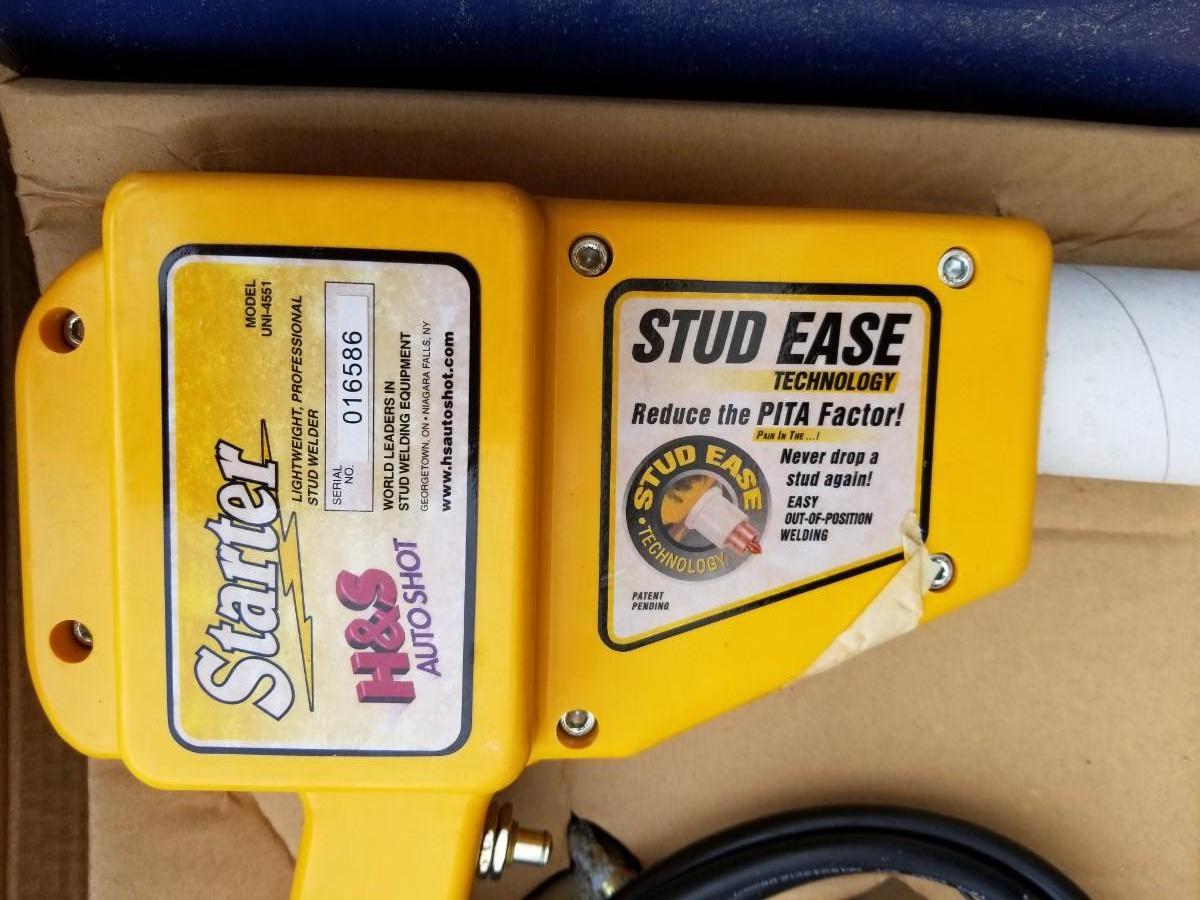 Starter
MODEL
UNI-4551
LIGHTWEIGHT, PROFESSIONAL
STUD WELDER
SERIAL
NO.
016586
H&S
AUTOSHOT
WORLD LEADERS IN
STUD WELDING EQUIPMENT
GEORGETOWN, ON • NIAGARA FALLS, NY
www.hsautoshot.com
STUD EASE
TECHNOLOGY
Reduce the PITA Factor!
PAIN IN THE...!
STUD EASE
• TECHNOLOGY
Never drop a
stud again!
EASY
OUT-OF-POSITION
WELDING
PATENT
PENDING